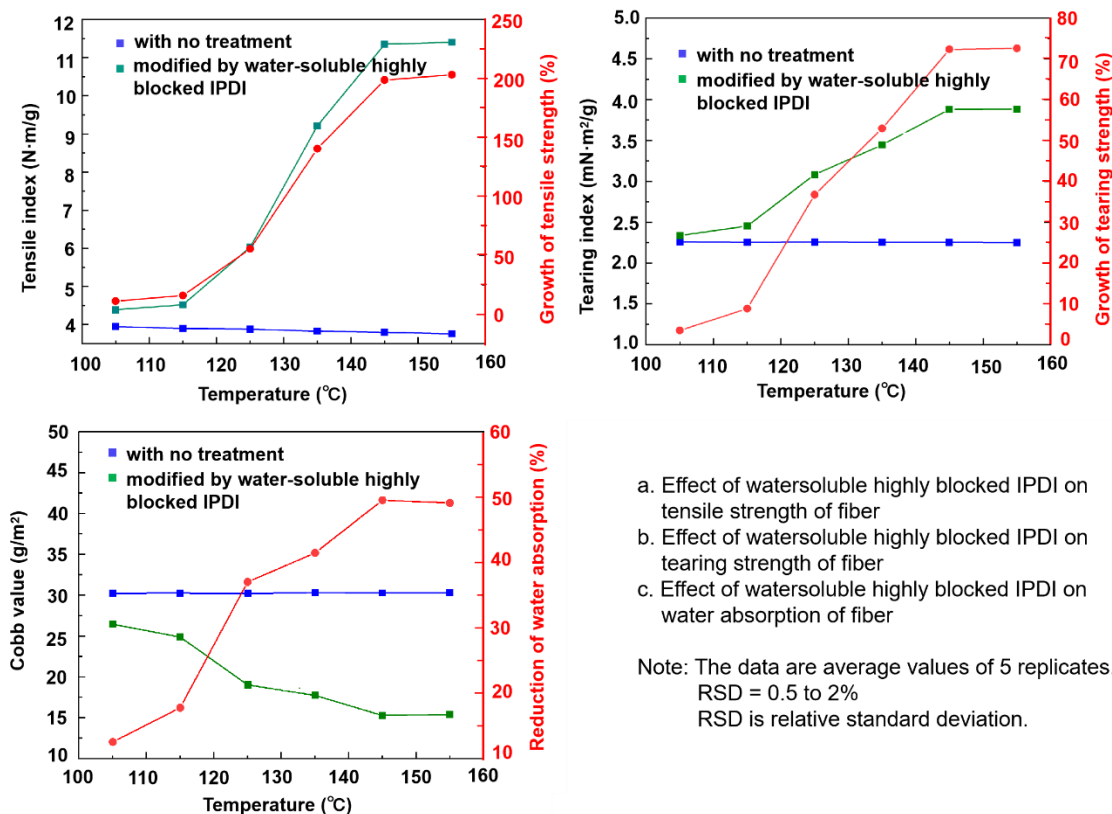 12
11
10
9
8
7
6
5
4
Tensile index (N·m/g)
with no treatment
modified by water-soluble highly
blocked IPDI
250
200
150
100
50
0
Growth of tensile strength (%)
100 110 120 130 140 150 160
Temperature (℃)
5.0
4.5
4.0
3.5
3.0
2.5
2.0
1.5
1.0
Tearing index (mN·m²/g)
with no treatment
modified by water-soluble highly
blocked IPDI
80
70
60
50
40
30
20
10
0
Growth of tearing strength (%)
100 110 120 130 140 150 160
Temperature (℃)
50
45
40
35
30
25
20
15
10
Cobb value (g/m²)
with no treatment
modified by water-soluble highly
blocked IPDI
60
50
40
30
20
10
Reduction of water absorption (%)
100 110 120 130 140 150 160
Temperature (℃)
a. Effect of watersoluble highly blocked IPDI on
tensile strength of fiber
b. Effect of watersoluble highly blocked IPDI on
tearing strength of fiber
c. Effect of watersoluble highly blocked IPDI on
water absorption of fiber
Note: The data are average values of 5 replicates.
RSD = 0.5 to 2%
RSD is relative standard deviation.